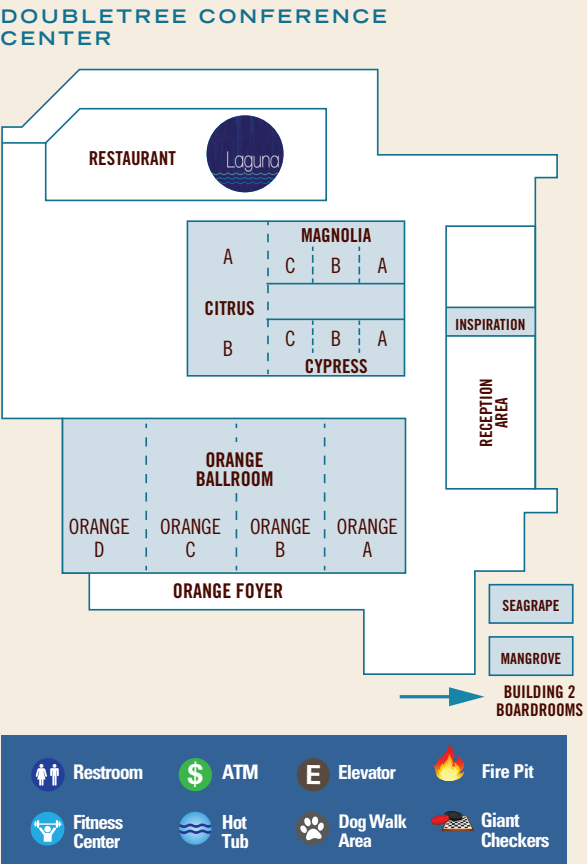 DOUBLETREE CONFERENCE
CENTER
RESTAURANT
Laguna
MAGNOLIA
A
C B A
CITRUS
INSPIRATION
B
C B A
CYPRESS
RECEPTION
AREA
ORANGE
BALLROOM
ORANGE
D
ORANGE
C
ORANGE
B
ORANGE
A
ORANGE FOYER
SEAGRAPE
MANGROVE
BUILDING 2
BOARDROOMS
Restroom
$ ATM
E Elevator
Fire Pit
Fitness
Center
Hot
Tub
Dog Walk
Area
Giant
Checkers